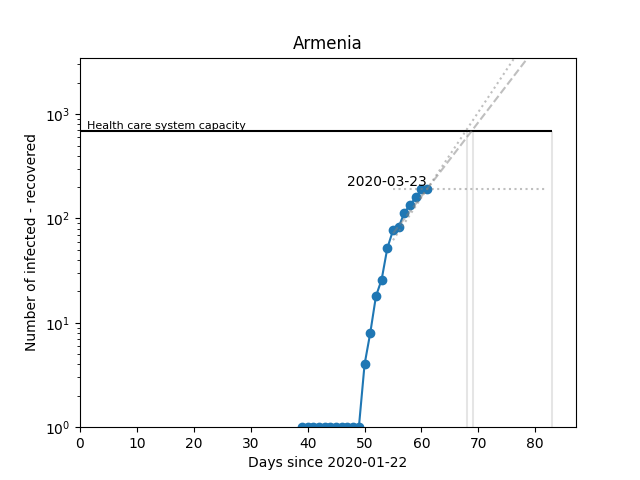 Armenia
10³
Health care system capacity
2020-03-23
10²
10¹
10⁰
Number of infected - recovered
0 10 20 30 40 50 60 70 80
Days since 2020-01-22